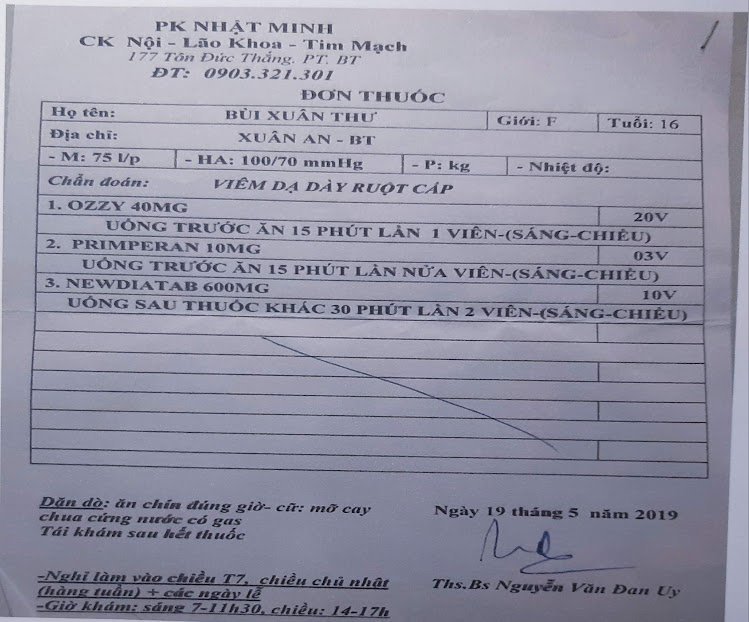 PK NHẬT MINH
CK Nội - Lão Khoa - Tim Mạch
177 Tôn Đức Thắng. PT. BT
ĐT: 0903.321.301
ĐƠN THUỐC
Họ tên: BÙI XUÂN THƯ Giới: F Tuổi: 16
Địa chỉ: XUÂN AN - BT
- M: 75 l/p - HA: 100/70 mmHg - P: kg - Nhiệt độ:
Chẩn đoán: VIÊM DẠ DÀY RUỘT CẤP
1. OZZY 40MG 20V
UỐNG TRƯỚC ĂN 15 PHÚT LẦN 1 VIÊN-(SÁNG-CHIỀU)
2. PRIMPERAN 10MG 03V
UỐNG TRƯỚC ĂN 15 PHÚT LẦN NỬA VIÊN-(SÁNG-CHIỀU)
3. NEWDIATAB 600MG 10V
UỐNG SAU THUỐC KHÁC 30 PHÚT LẦN 2 VIÊN-(SÁNG-CHIỀU)
Dặn dò: ăn chín đúng giờ- cữ: mỡ cay
chua cứng nước có gas
Tái khám sau hết thuốc
Ngày 19 tháng 5 năm 2019
Ths.Bs Nguyễn Văn Đan Uy
-Nghỉ làm vào chiều T7, chiều chủ nhật
(hàng tuần) + các ngày lễ
-Giờ khám: sáng 7-11h30, chiều: 14-17h